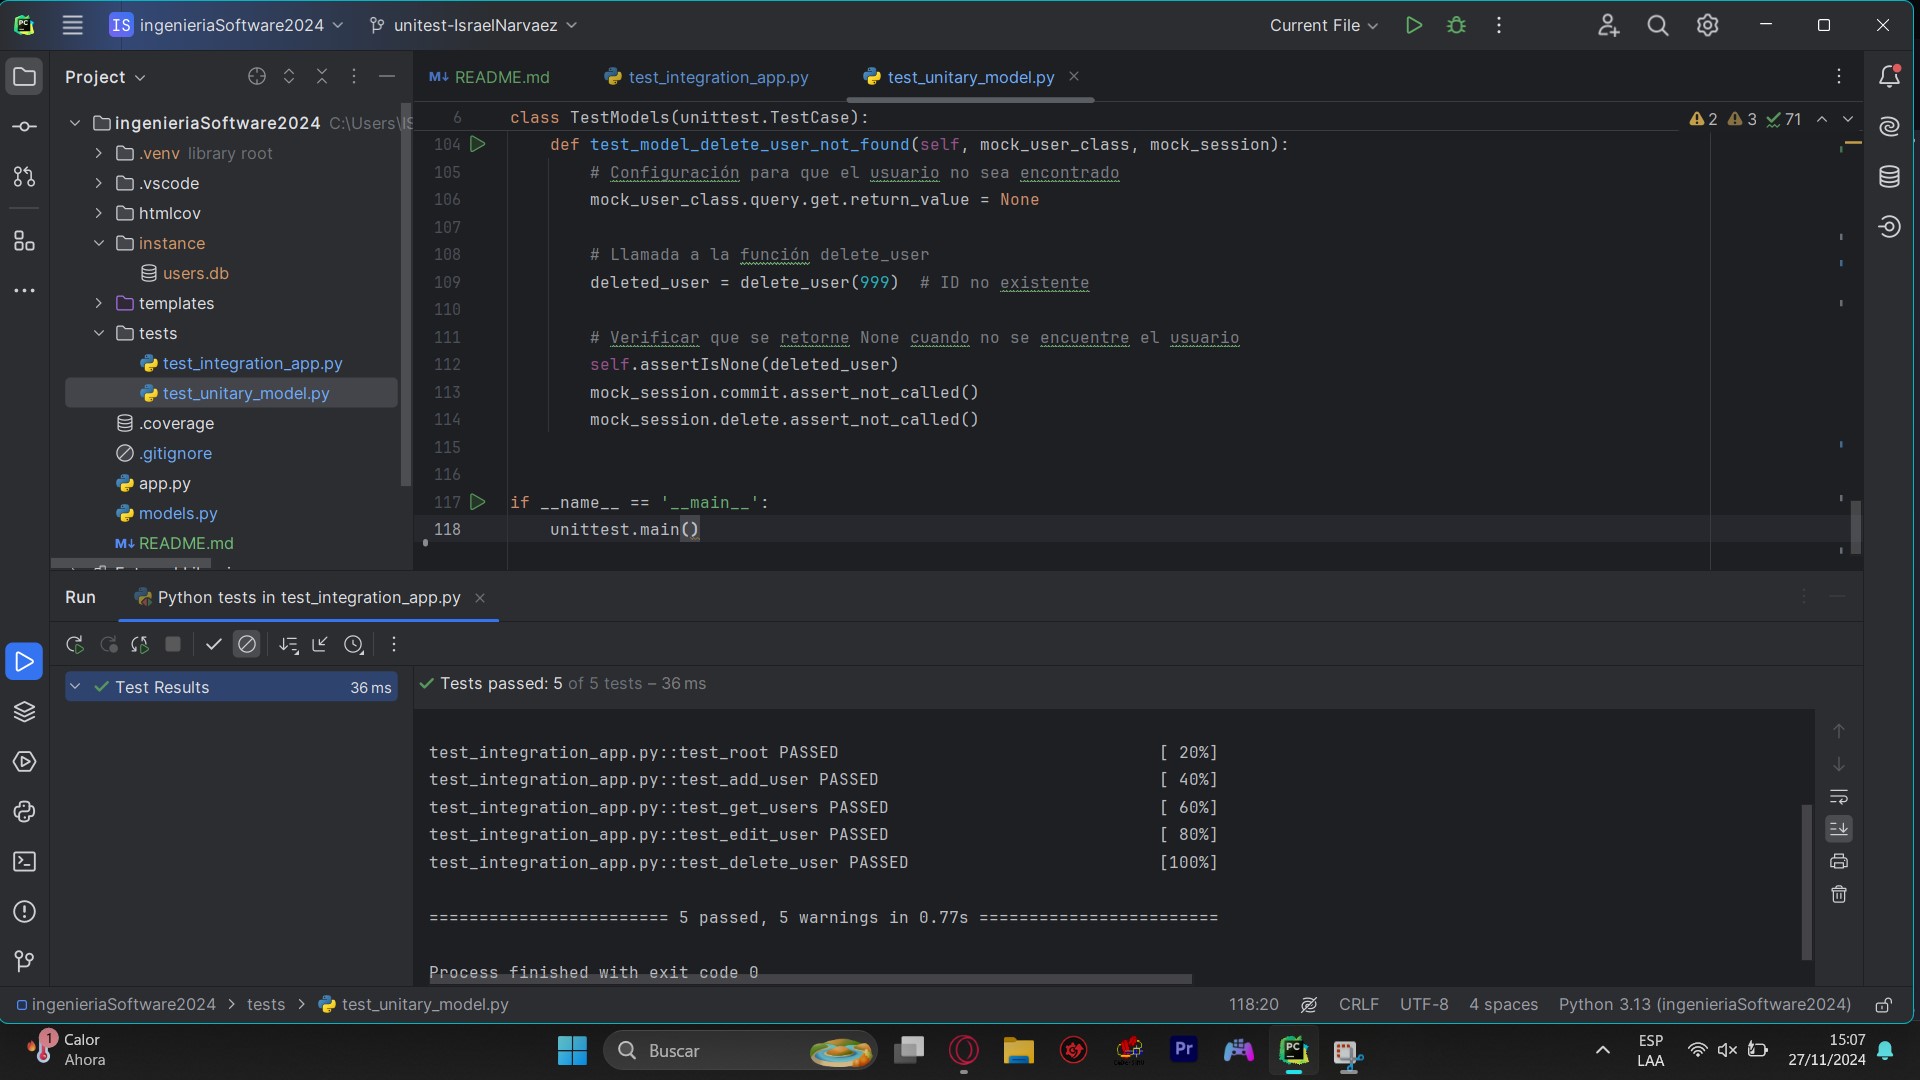 IS ingenieriaSoftware2024
unitest-IsraelNarvaez
Current File
Project
README.md
test_integration_app.py
test_unitary_model.py
ingenieriaSoftware2024 C:\Users\IS
.venv library root
.vscode
htmlcov
instance
users.db
templates
tests
test_integration_app.py
test_unitary_model.py
.coverage
.gitignore
app.py
models.py
README.md
6 class TestModels(unittest.TestCase):
2 3 71
104 def test_model_delete_user_not_found(self, mock_user_class, mock_session):
105 # Configuración para que el usuario no sea encontrado
106 mock_user_class.query.get.return_value = None
107
108 # Llamada a la función delete_user
109 deleted_user = delete_user(999)  # ID no existente
110
111 # Verificar que se retorne None cuando no se encuentre el usuario
112 self.assertIsNone(deleted_user)
113 mock_session.commit.assert_not_called()
114 mock_session.delete.assert_not_called()
115
116
117 if __name__ == '__main__':
118 unittest.main()
Run
Python tests in test_integration_app.py
Test Results 36 ms
Tests passed: 5 of 5 tests – 36 ms
test_integration_app.py::test_root PASSED [ 20%]
test_integration_app.py::test_add_user PASSED [ 40%]
test_integration_app.py::test_get_users PASSED [ 60%]
test_integration_app.py::test_edit_user PASSED [ 80%]
test_integration_app.py::test_delete_user PASSED [100%]
======================== 5 passed, 5 warnings in 0.77s ========================
Process finished with exit code 0
ingenieriaSoftware2024 > tests > test_unitary_model.py
118:20 CRLF UTF-8 4 spaces Python 3.13 (ingenieriaSoftware2024)
1 Calor
Ahora
Buscar
Pr
PC
ESP
LAA
15:07
27/11/2024